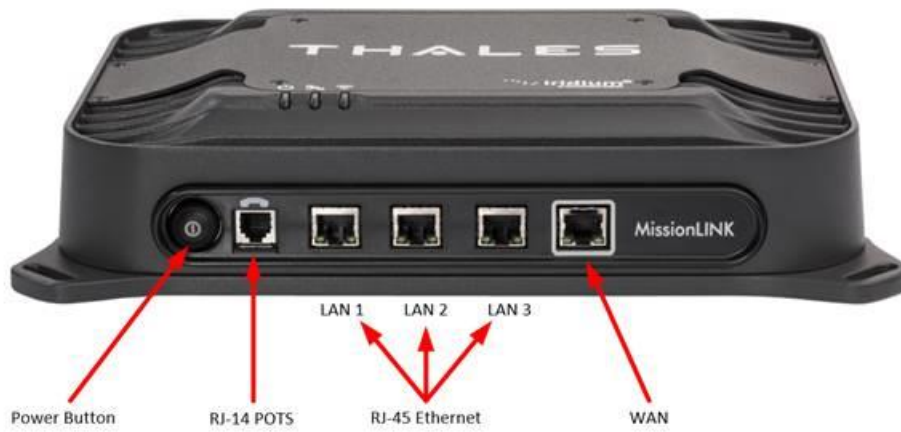 THALES
iridium
MissionLINK
LAN 1 LAN 2 LAN 3
Power Button RJ-14 POTS RJ-45 Ethernet WAN